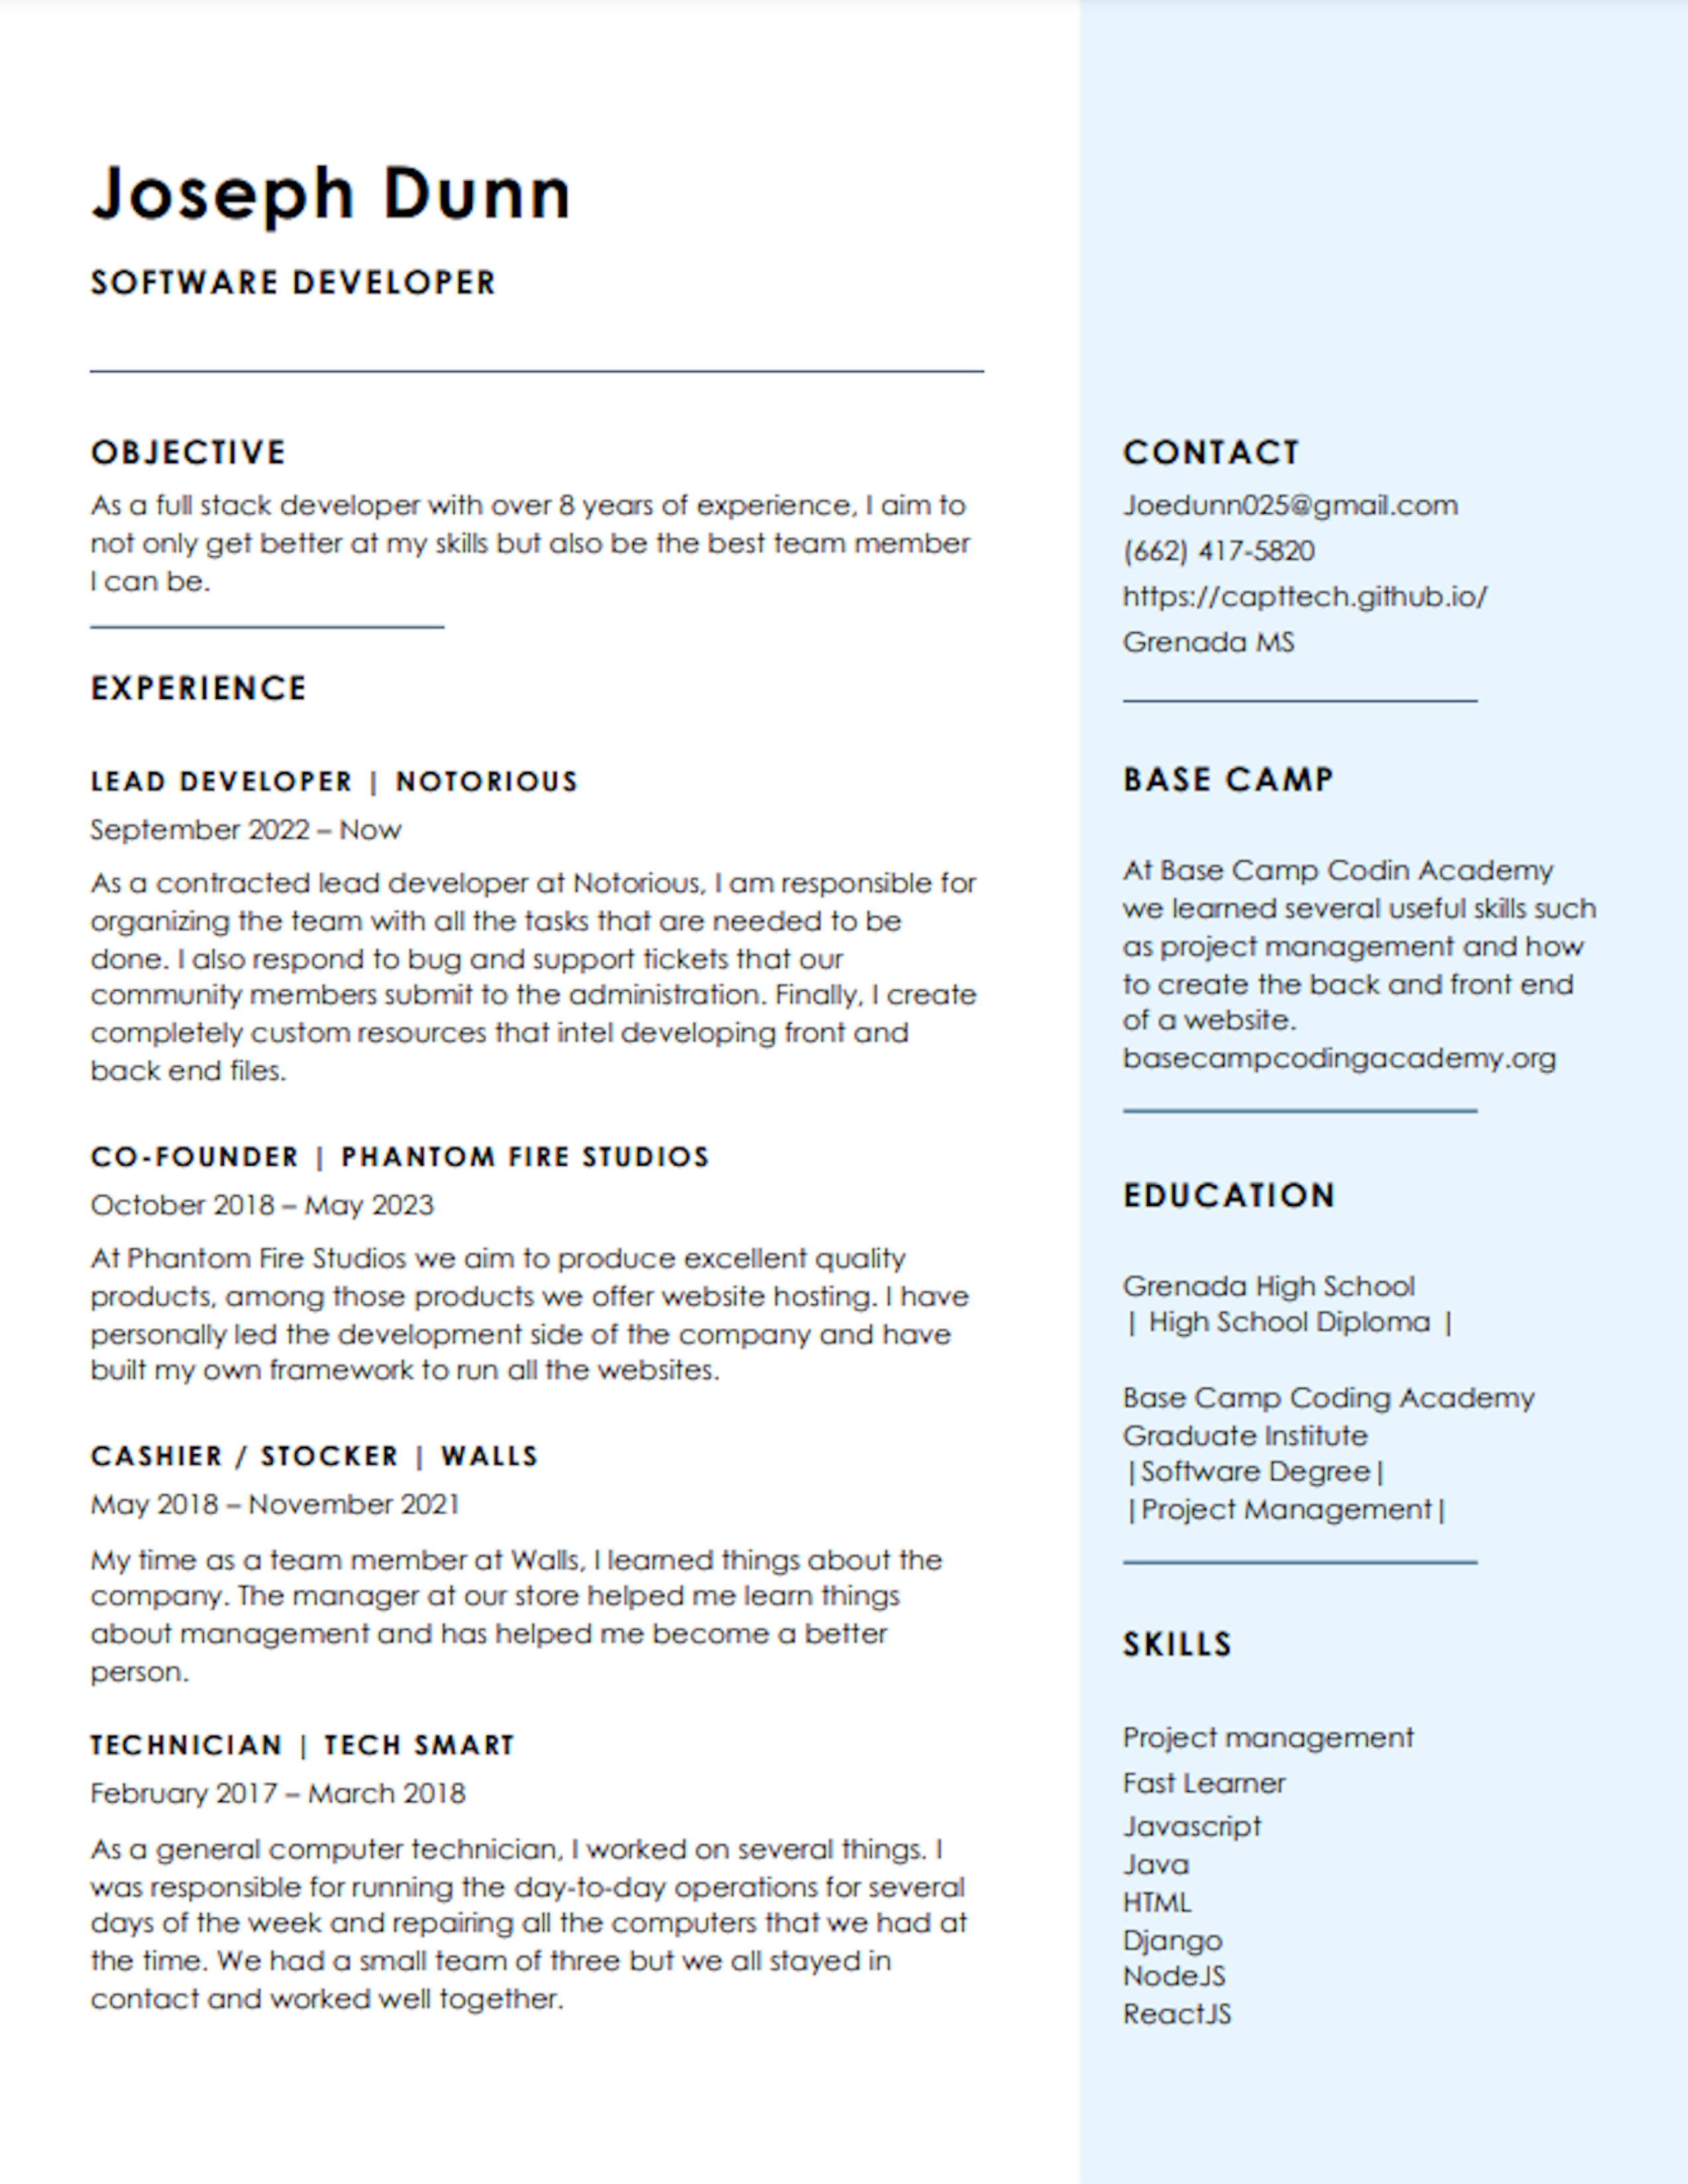 Joseph Dunn
SOFTWARE DEVELOPER
OBJECTIVE
As a full stack developer with over 8 years of experience, I aim to
not only get better at my skills but also be the best team member
I can be.
EXPERIENCE
LEAD DEVELOPER | NOTORIOUS
September 2022 – Now
As a contracted lead developer at Notorious, I am responsible for
organizing the team with all the tasks that are needed to be
done. I also respond to bug and support tickets that our
community members submit to the administration. Finally, I create
completely custom resources that intel developing front and
back end files.
CO-FOUNDER | PHANTOM FIRE STUDIOS
October 2018 – May 2023
At Phantom Fire Studios we aim to produce excellent quality
products, among those products we offer website hosting. I have
personally led the development side of the company and have
built my own framework to run all the websites.
CASHIER / STOCKER | WALLS
May 2018 – November 2021
My time as a team member at Walls, I learned things about the
company. The manager at our store helped me learn things
about management and has helped me become a better
person.
TECHNICIAN | TECH SMART
February 2017 – March 2018
As a general computer technician, I worked on several things. I
was responsible for running the day-to-day operations for several
days of the week and repairing all the computers that we had at
the time. We had a small team of three but we all stayed in
contact and worked well together.
CONTACT
Joedunn025@gmail.com
(662) 417-5820
https://capttech.github.io/
Grenada MS
BASE CAMP
At Base Camp Codin Academy
we learned several useful skills such
as project management and how
to create the back and front end
of a website.
basecampcodingacademy.org
EDUCATION
Grenada High School
| High School Diploma |
Base Camp Coding Academy
Graduate Institute
|Software Degree|
|Project Management|
SKILLS
Project management
Fast Learner
Javascript
Java
HTML
Django
NodeJS
ReactJS